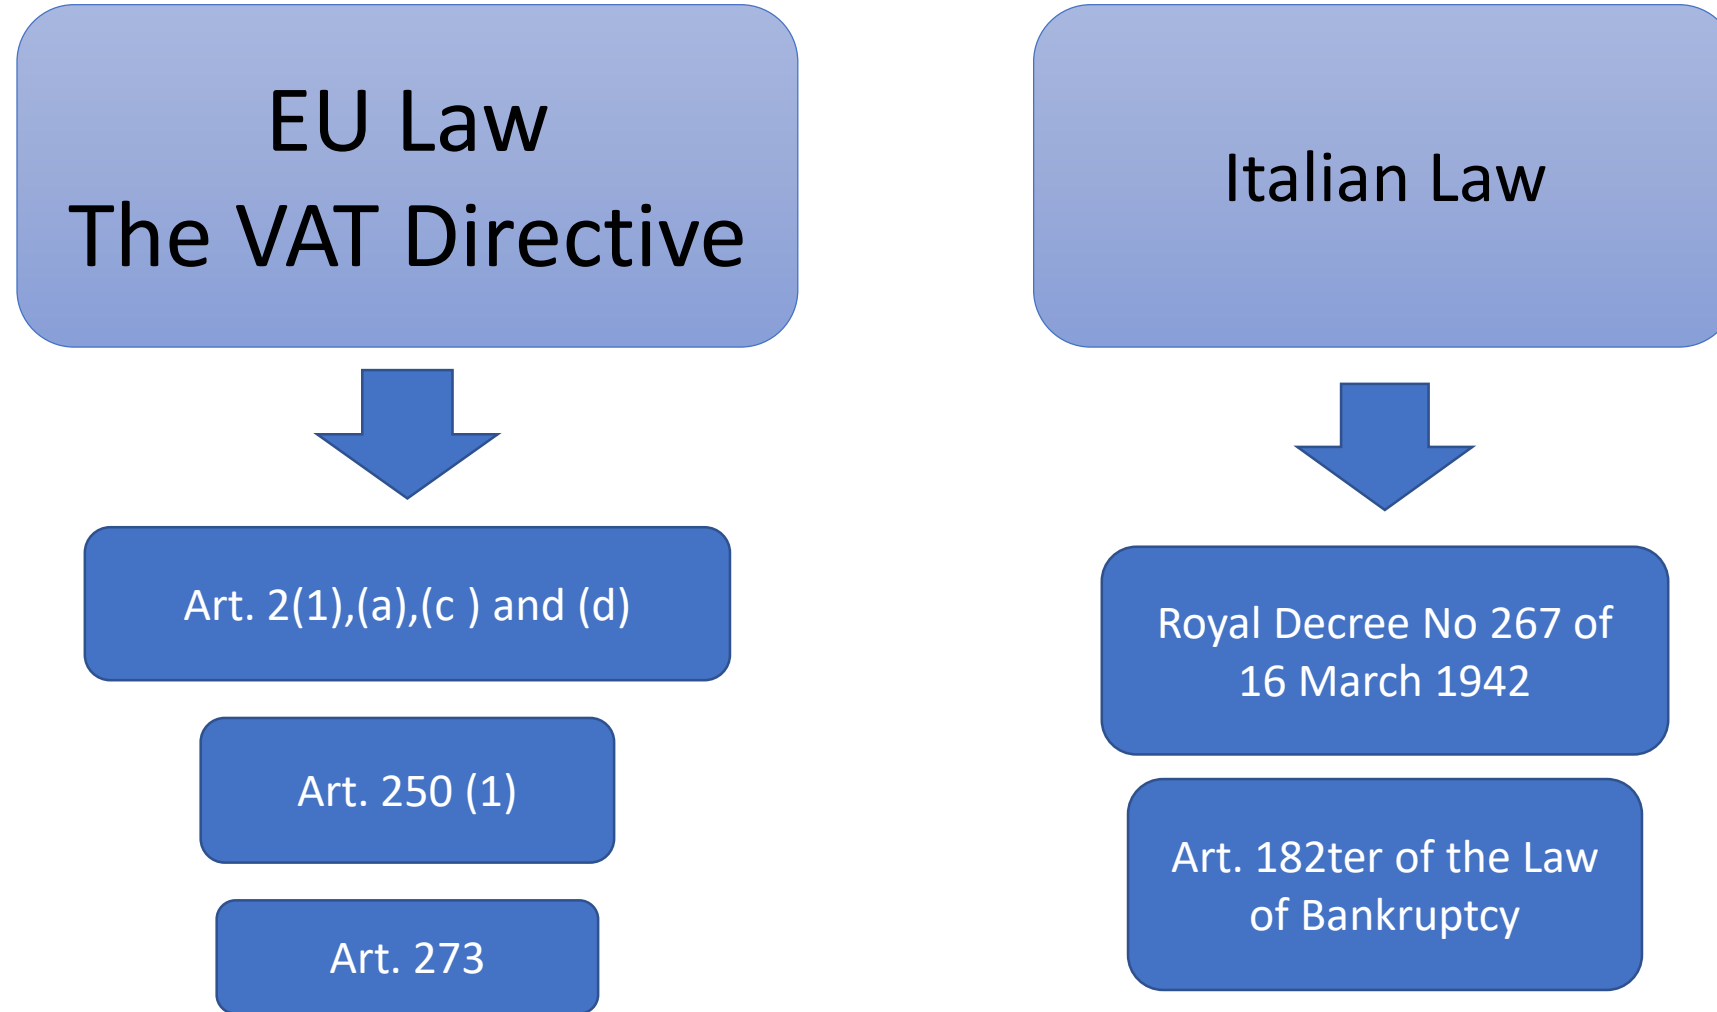 EU Law
The VAT Directive
Art. 2(1),(a),(c ) and (d)
Art. 250 (1)
Art. 273
Italian Law
Royal Decree No 267 of
16 March 1942
Art. 182ter of the Law
of Bankruptcy